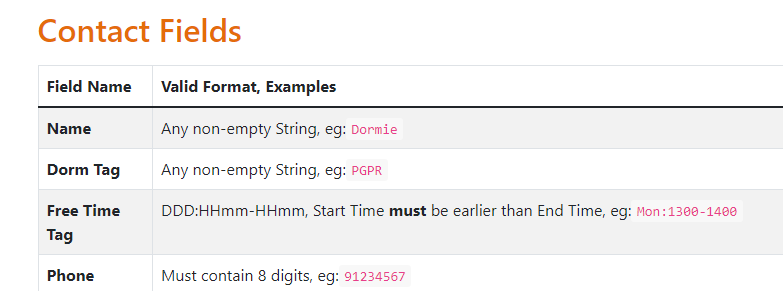 Contact Fields
Field Name Valid Format, Examples
Name Any non-empty String, eg: Dormie
Dorm Tag Any non-empty String, eg: PGPR
Free Time Tag DDD:HHmm-HHmm, Start Time must be earlier than End Time, eg: Mon:1300-1400
Phone Must contain 8 digits, eg: 91234567